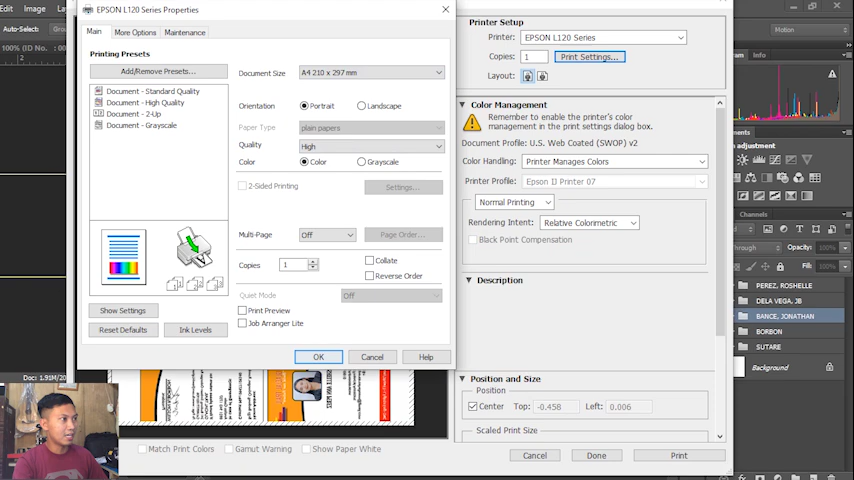 Edit Image
Auto-Select:
100% (ID No. 
2
EPSON L120 Series Properties
Main More Options Maintenance
Printing Presets
Add/Remove Presets...
Document - Standard Quality
Document - High Quality
Document - 2-Up
Document - Grayscale
Show Settings
Reset Defaults Ink Levels
Document Size A4 210 x 297 mm
Orientation Portrait Landscape
Paper Type plain papers
Quality High
Color Color Grayscale
2-Sided Printing Settings...
Multi-Page Off Page Order...
Copies 1 Collate
Reverse Order
Quiet Mode Off
Print Preview
Job Arranger Lite
OK Cancel Help
Printer Setup
Printer: EPSON L120 Series
Copies: 1 Print Settings...
Layout:
Color Management
Remember to enable the printer's color
management in the print settings dialog box.
Document Profile: U.S. Web Coated (SWOP) v2
Color Handling: Printer Manages Colors
Printer Profile: Epson IJ Printer 07
Normal Printing
Rendering Intent: Relative Colorimetric
Black Point Compensation
Description
Position and Size
Position
Center Top: -0.458 Left: 0.006
Scaled Print Size
Cancel Done Print
Match Print Colors Gamut Warning Show Paper White
Doc: 1.91M/20
Motion
Info
adjustment
Channels
Through Opacity: 100%
Fill: 100%
PEREZ, ROSHELLE
DELA VEGA, JB
BANCE, JONATHAN
BORBON
SUTARE
Background